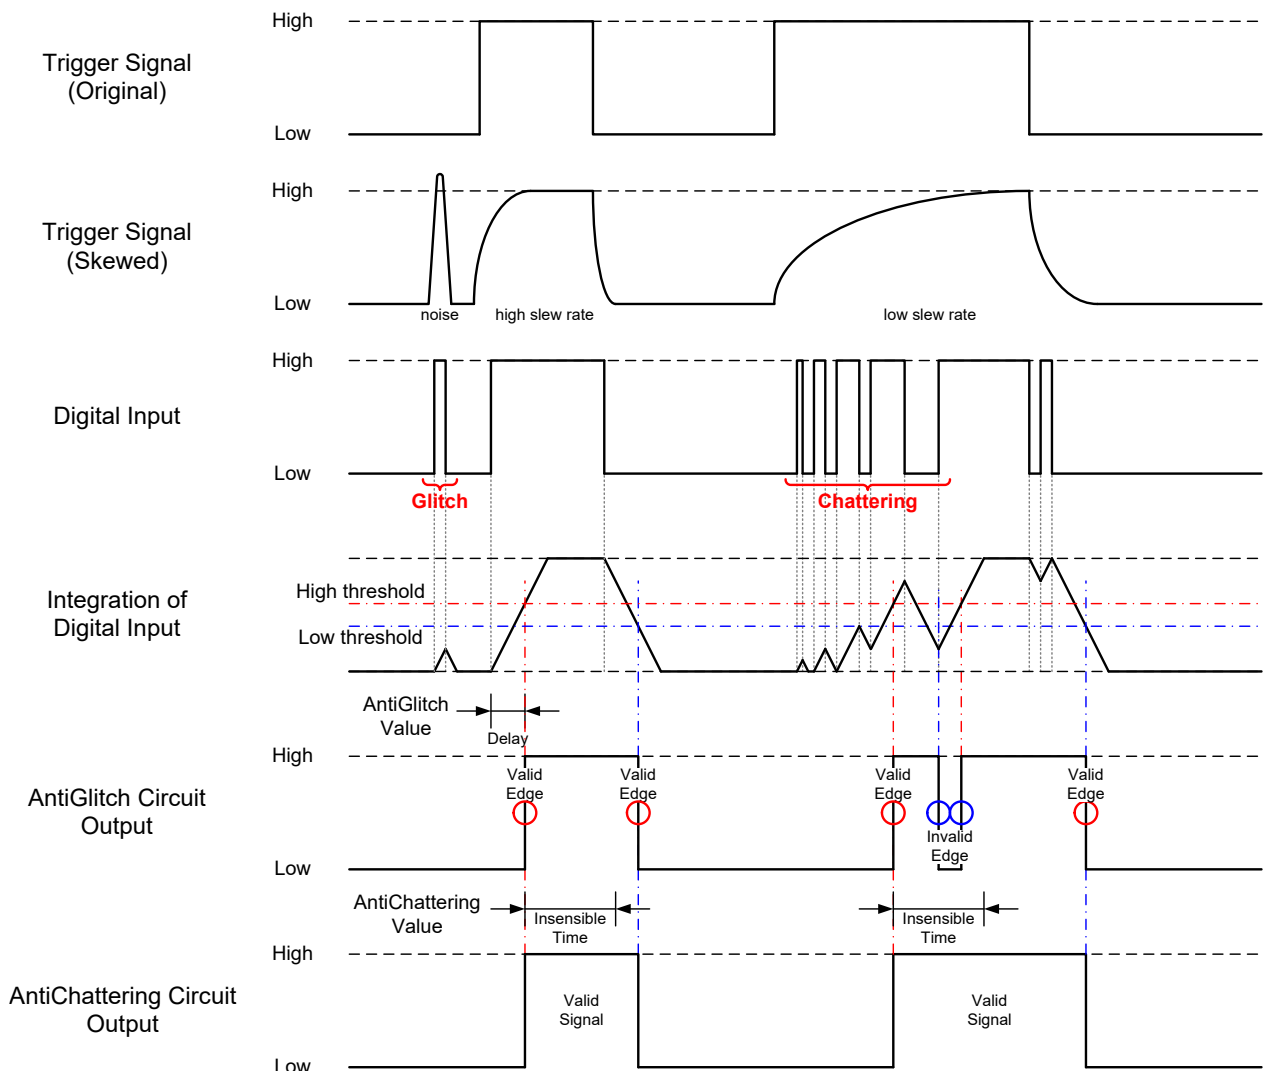 High
Trigger Signal
(Original)
Low
High
Trigger Signal
(Skewed)
Low
noise
high slew rate
low slew rate
High
Digital Input
Low
Glitch
Chattering
High threshold
Integration of
Digital Input
Low threshold
AntiGlitch
Value
Delay
High
Valid
Edge
Valid
Edge
Valid
Edge
Valid
Edge
AntiGlitch Circuit
Output
Invalid
Edge
Low
AntiChattering
Value
Insensible
Time
Insensible
Time
High
AntiChattering Circuit
Output
Valid
Signal
Valid
Signal
Low